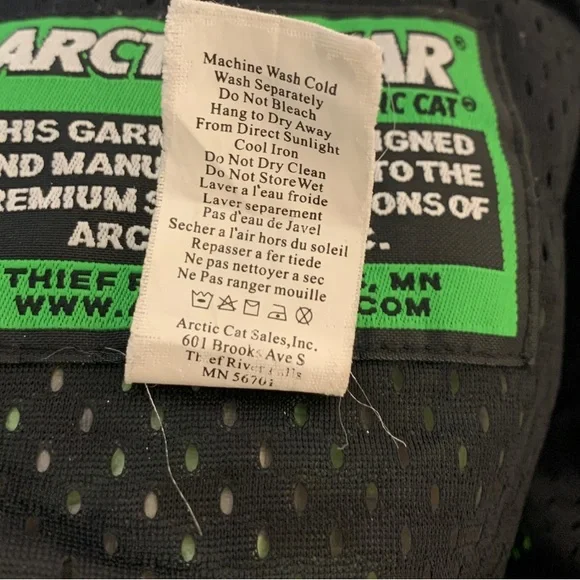 ARC AR®
C CAT®
HIS GARM IGNED
ND MANU TO THE
REMIUM S ONS OF
ARC C.
THIEF , MN
WWW. COM
Machine Wash Cold
Wash Separately
Do Not Bleach
Hang to Dry Away
From Direct Sunlight
Cool Iron
Do Not Dry Clean
Do Not Store Wet
Laver a l'eau froide
Laver separement
Pas d'eau de Javel
Secher a l'air hors du soleil
Repasser a fer tiede
Ne pas nettoyer a sec
Ne Pas ranger mouille
Arctic Cat Sales,Inc.
601 Brooks Ave S
Thief River Falls
MN 56701